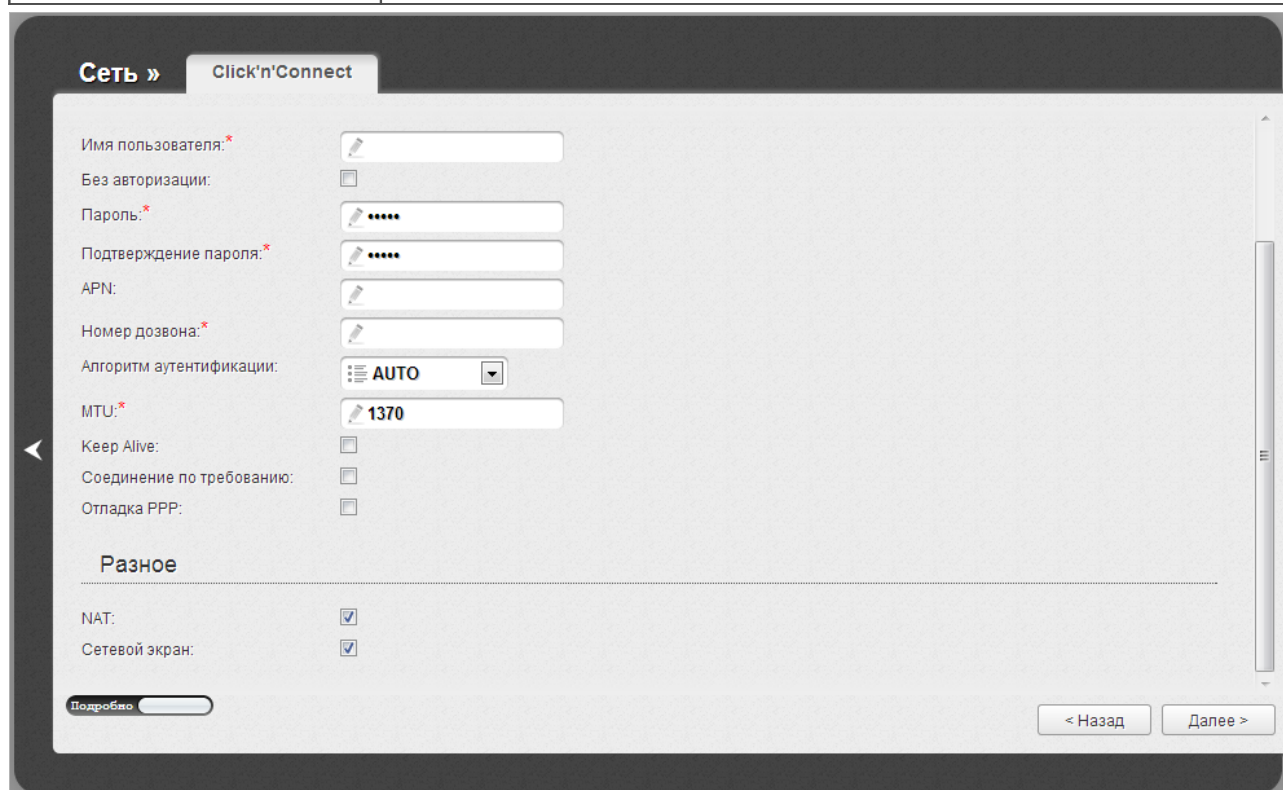 Сеть »
Click'n'Connect
Имя пользователя:*
Без авторизации:
Пароль:* •••••
Подтверждение пароля:* •••••
APN:
Номер дозвона:*
Алгоритм аутентификации: AUTO
MTU:* 1370
Keep Alive:
Соединение по требованию:
Отладка PPP:
Разное
NAT:
Сетевой экран:
Подробно
< Назад
Далее >